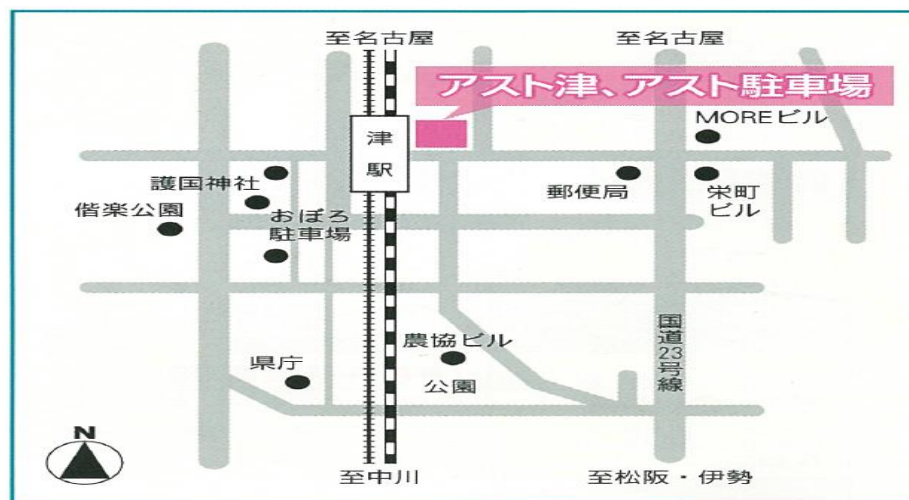 至名古屋
至名古屋
アスト津、アスト駐車場
MOREビル
津
駅
護国神社
郵便局
栄町
ビル
偕楽公園
おぼろ
駐車場
国道23号線
農協ビル
県庁
公園
N
至中川
至松阪・伊勢